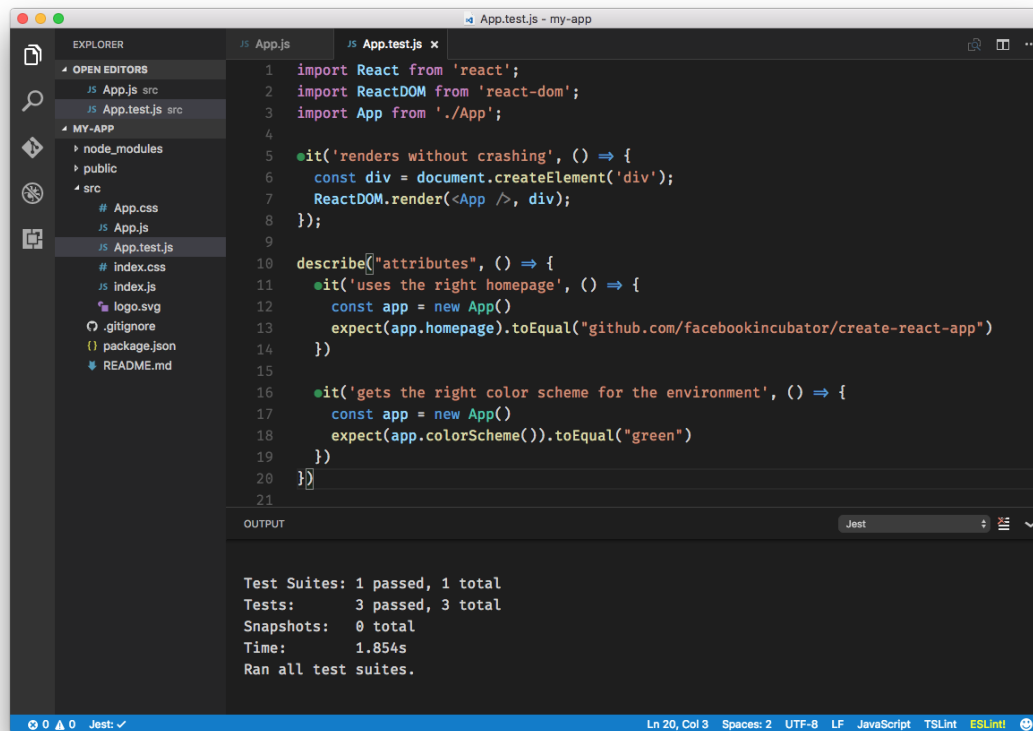 App.test.js - my-app
EXPLORER
OPEN EDITORS
JS App.js src
JS App.test.js src
MY-APP
node_modules
public
src
# App.css
JS App.js
JS App.test.js
# index.css
JS index.js
logo.svg
.gitignore
{} package.json
README.md
JS App.js
JS App.test.js ×
1 import React from 'react';
2 import ReactDOM from 'react-dom';
3 import App from './App';
4
5 it('renders without crashing', () ⇒ {
6 const div = document.createElement('div');
7 ReactDOM.render(<App />, div);
8 });
9
10 describe("attributes", () ⇒ {
11 it('uses the right homepage', () ⇒ {
12 const app = new App()
13 expect(app.homepage).toEqual("github.com/facebookincubator/create-react-app")
14 })
15
16 it('gets the right color scheme for the environment', () ⇒ {
17 const app = new App()
18 expect(app.colorScheme()).toEqual("green")
19 })
20 })
21
OUTPUT
Jest
Test Suites: 1 passed, 1 total
Tests: 3 passed, 3 total
Snapshots: 0 total
Time: 1.854s
Ran all test suites.
0 0 Jest: ✓
Ln 20, Col 3 Spaces: 2 UTF-8 LF JavaScript TSLint ESLint!